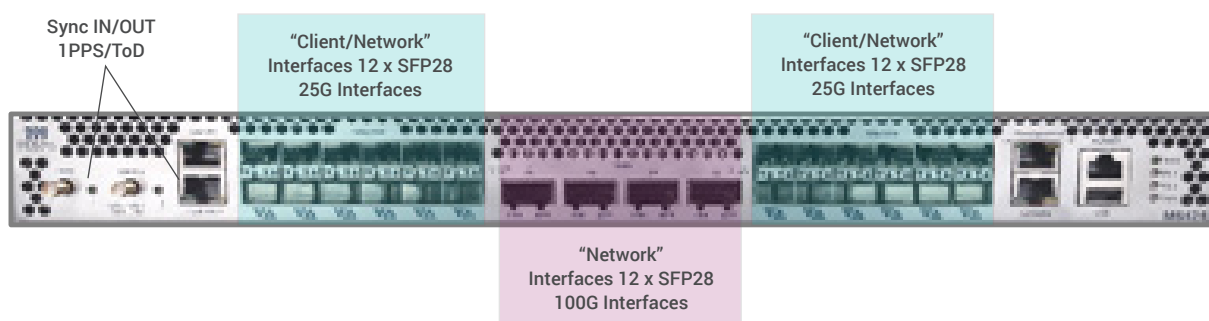 Sync IN/OUT
1PPS/ToD
“Client/Network”
Interfaces 12 x SFP28
25G Interfaces
“Client/Network”
Interfaces 12 x SFP28
25G Interfaces
“Network”
Interfaces 12 x SFP28
100G Interfaces